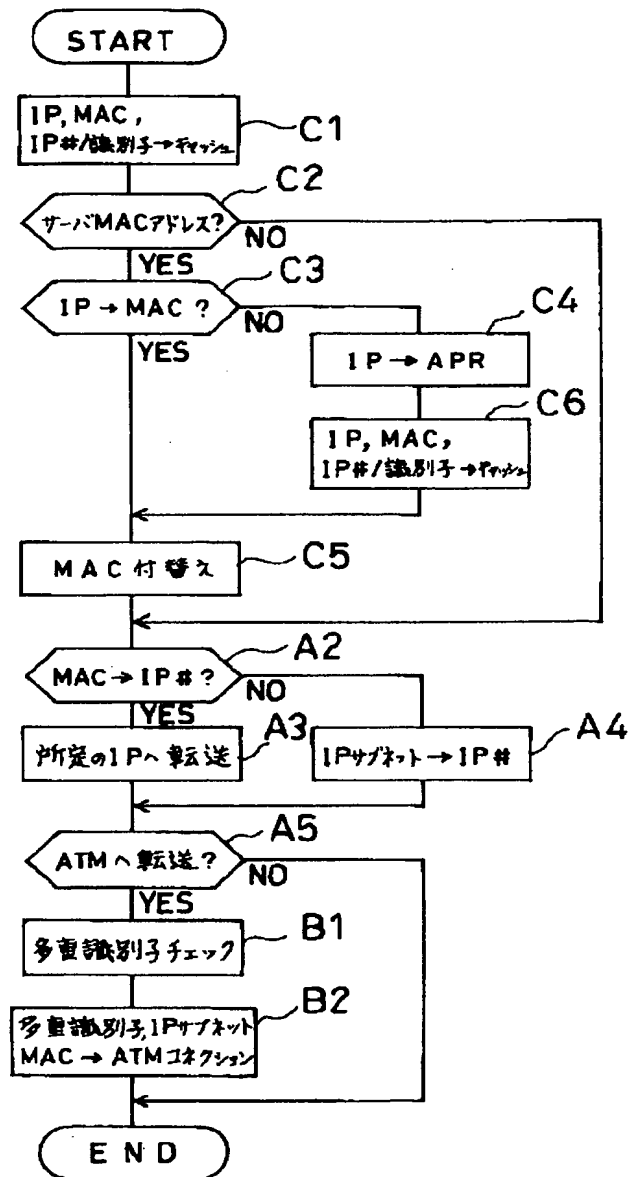 START
IP, MAC,
IP#/識別子→キャッシュ
C1
C2
サーバMACアドレス?
NO
YES
C3
IP→MAC?
NO
YES
C4
IP→APR
C6
IP, MAC,
IP#/識別子→キャッシュ
MAC付替え
C5
A2
MAC→IP#?
NO
YES
A3
所定のIPへ転送
A4
IPサブネット→IP#
A5
ATMへ転送?
NO
YES
B1
多重識別子チェック
B2
多重識別子,IPサブネット
MAC→ATMコネクション
END